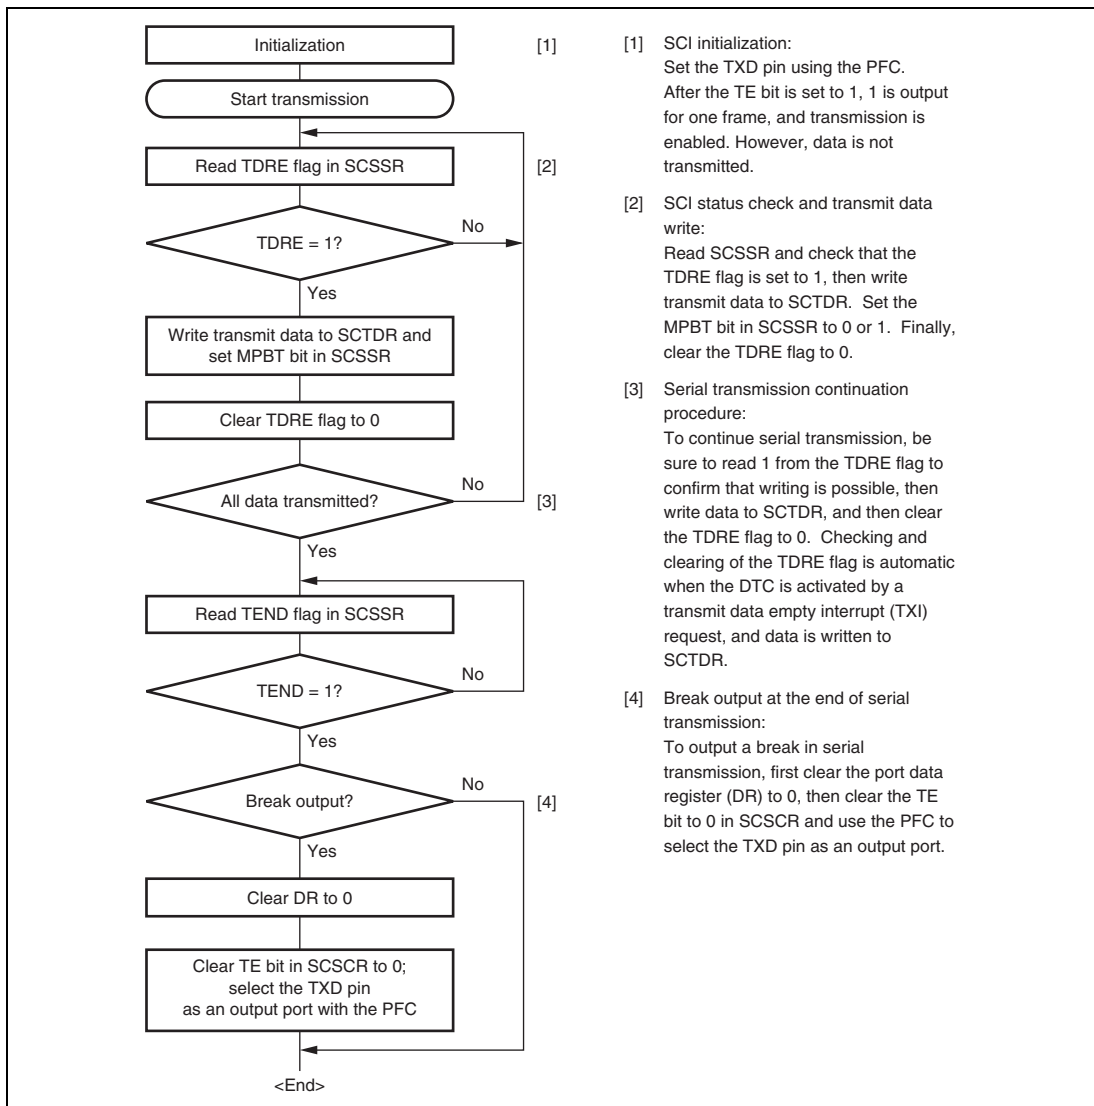 Initialization
[1]
Start transmission
Read TDRE flag in SCSSR
[2]
TDRE = 1?
No
Yes
Write transmit data to SCTDR and
set MPBT bit in SCSSR
Clear TDRE flag to 0
All data transmitted?
No
[3]
Yes
Read TEND flag in SCSSR
TEND = 1?
No
Yes
Break output?
No
[4]
Yes
Clear DR to 0
Clear TE bit in SCSCR to 0;
select the TXD pin
as an output port with the PFC
<End>
[1] SCI initialization:
Set the TXD pin using the PFC.
After the TE bit is set to 1, 1 is output
for one frame, and transmission is
enabled. However, data is not
transmitted.
[2] SCI status check and transmit data
write:
Read SCSSR and check that the
TDRE flag is set to 1, then write
transmit data to SCTDR. Set the
MPBT bit in SCSSR to 0 or 1. Finally,
clear the TDRE flag to 0.
[3] Serial transmission continuation
procedure:
To continue serial transmission, be
sure to read 1 from the TDRE flag to
confirm that writing is possible, then
write data to SCTDR, and then clear
the TDRE flag to 0. Checking and
clearing of the TDRE flag is automatic
when the DTC is activated by a
transmit data empty interrupt (TXI)
request, and data is written to
SCTDR.
[4] Break output at the end of serial
transmission:
To output a break in serial
transmission, first clear the port data
register (DR) to 0, then clear the TE
bit to 0 in SCSCR and use the PFC to
select the TXD pin as an output port.